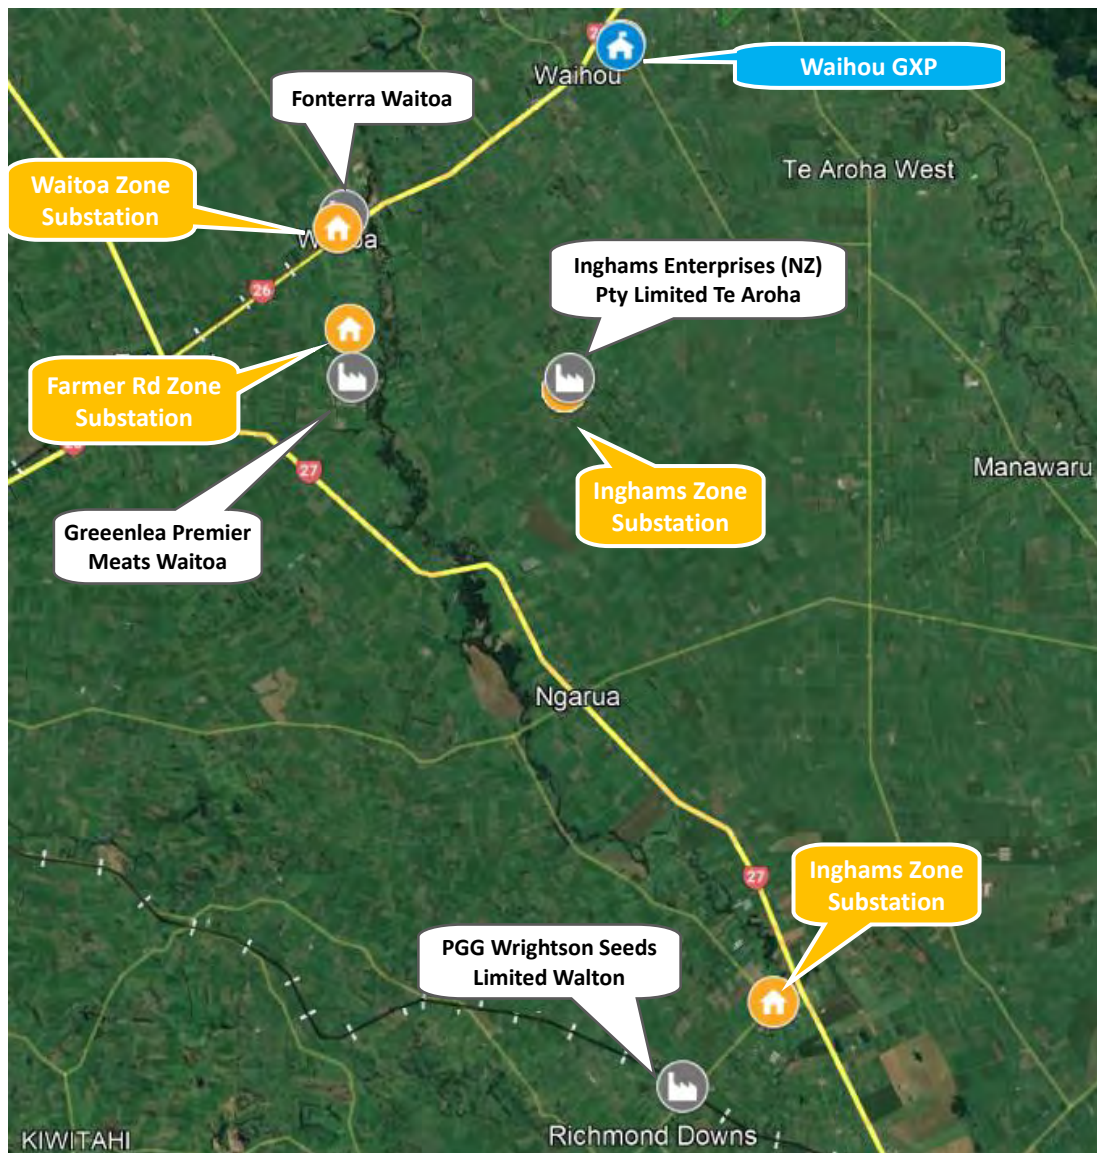 Waihou
Waihou GXP
Fonterra Waitoa
Te Aroha West
Waitoa Zone
Substation
Inghams Enterprises (NZ)
Pty Limited Te Aroha
26
Farmer Rd Zone
Substation
27
Manawaru
Inghams Zone
Substation
Greeenlea Premier
Meats Waitoa
Ngarua
27
Inghams Zone
Substation
PGG Wrightson Seeds
Limited Walton
Richmond Downs
KIWITAHI